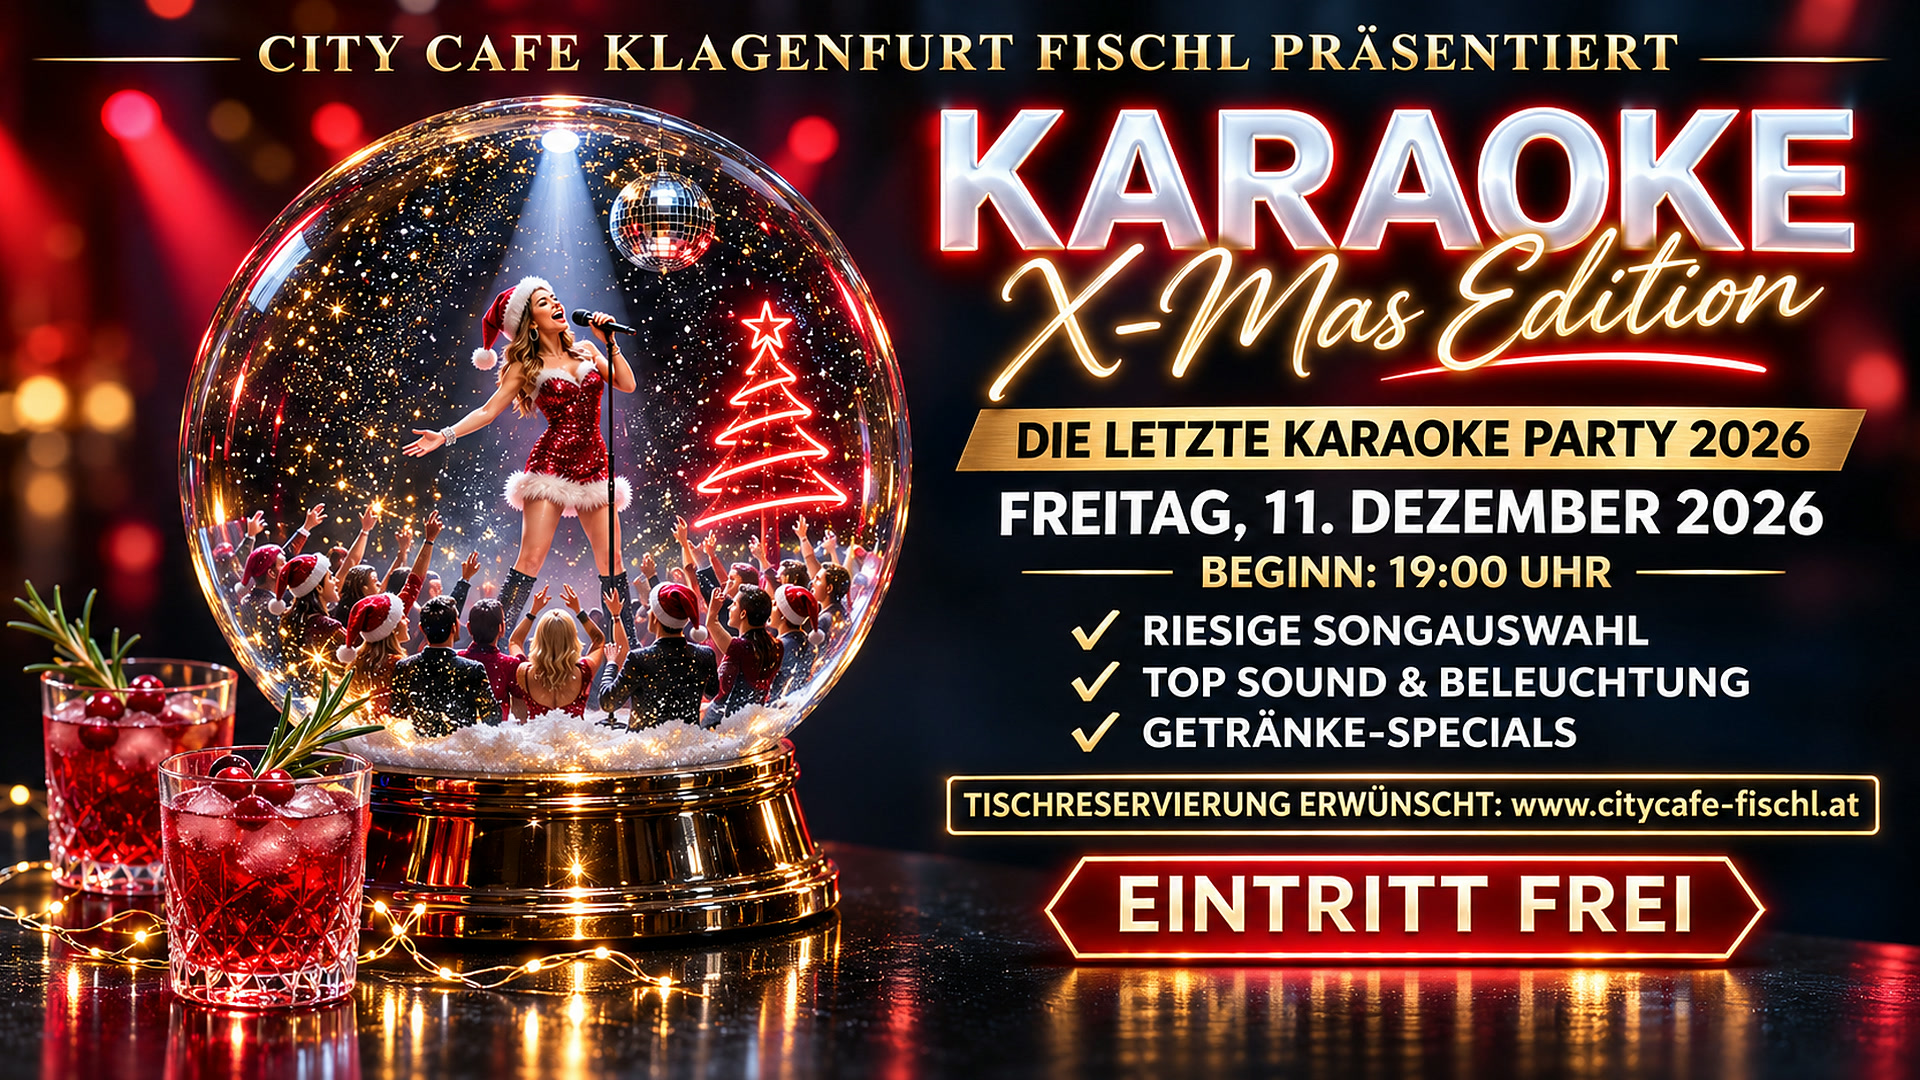 CITY CAFE KLAGENFURT FISCHL PRÄSENTIERT
KARAOKE
X-Mas Edition
DIE LETZTE KARAOKE PARTY 2026
FREITAG, 11. DEZEMBER 2026
BEGINN: 19:00 UHR
RIESIGE SONGAUSWAHL
TOP SOUND & BELEUCHTUNG
GETRÄNKE-SPECIALS
TISCHRESERVIERUNG ERWÜNSCHT: www.citycafe-fischl.at
EINTRITT FREI